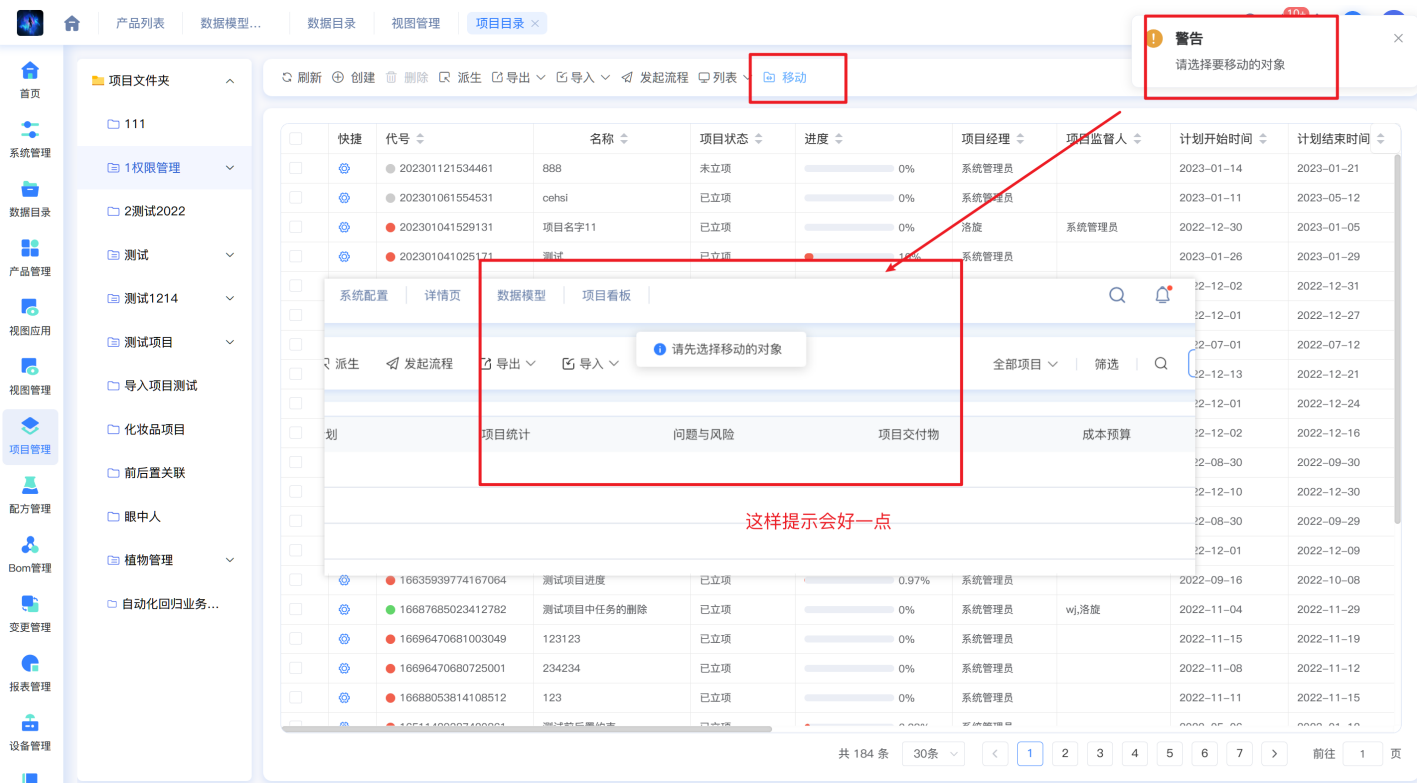 产品列表
数据模型...
数据目录
视图管理
项目目录
10+
首页
系统管理
数据目录
产品管理
视图应用
视图管理
项目管理
配方管理
Bom管理
变更管理
报表管理
设备管理
项目文件夹
111
1权限管理
2测试2022
测试
测试1214
测试项目
导入项目测试
化妆品项目
前后置关联
眼中人
植物管理
自动化回归业务...
刷新 创建 删除 派生 导出 导入 发起流程 列表 移动
警告
请选择要移动的对象
快捷 代号 名称 项目状态 进度 项目经理 项目监督人 计划开始时间 计划结束时间
202301121534461 888 未立项 0% 系统管理员 2023-01-14 2023-01-21
202301061554531 cehsi 已立项 0% 系统管理员 2023-01-11 2023-05-12
202301041529131 项目名字11 已立项 0% 洛旋 系统管理员 2022-12-30 2023-01-05
202301041025171 测试 已立项 10% 系统管理员 2023-01-26 2023-01-29
22-12-02 2022-12-31
22-12-01 2022-12-27
22-07-01 2022-07-12
22-12-13 2022-12-21
22-12-01 2022-12-24
22-12-02 2022-12-16
22-08-30 2022-09-30
22-12-10 2022-12-30
22-08-30 2022-09-29
22-12-01 2022-12-09
系统配置 详情页 数据模型 项目看板
请先选择移动的对象
派生 发起流程 导出 导入 全部项目 筛选
划 项目统计 问题与风险 项目交付物 成本预算
这样提示会好一点
16635939774167064 测试项目进度 已立项 0.97% 系统管理员 2022-09-16 2022-10-08
16687685023412782 测试项目中任务的删除 已立项 0% 系统管理员 wj,洛旋 2022-11-04 2022-11-29
16696470681003049 123123 已立项 0% 系统管理员 2022-11-15 2022-11-19
16696470680725001 234234 已立项 0% 系统管理员 2022-11-08 2022-11-12
16688053814108512 123 已立项 0% 系统管理员 2022-11-11 2022-11-15
共 184 条 30条 1 2 3 4 5 6 7 前往 1 页